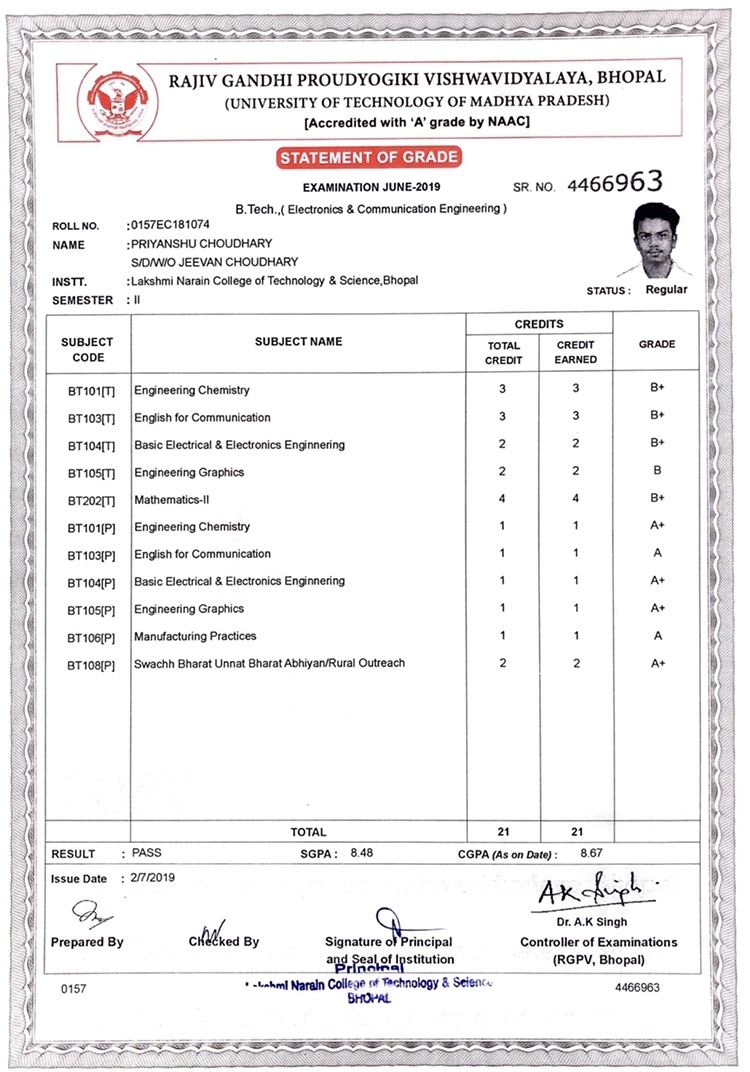 RAJIV GANDHI PROUDYOGIKI VISHWAVIDYALAYA, BHOPAL
(UNIVERSITY OF TECHNOLOGY OF MADHYA PRADESH)
[Accredited with ‘A’ grade by NAAC]
STATEMENT OF GRADE
EXAMINATION JUNE-2019 SR. NO. 4466963
B.Tech.,( Electronics & Communication Engineering )
ROLL NO. :0157EC181074
NAME :PRIYANSHU CHOUDHARY
S/D/W/O JEEVAN CHOUDHARY
INSTT. :Lakshmi Narain College of Technology & Science,Bhopal
SEMESTER : II
STATUS : Regular
SUBJECT CODE SUBJECT NAME CREDITS GRADE
TOTAL CREDIT CREDIT EARNED
BT101[T] Engineering Chemistry 3 3 B+
BT103[T] English for Communication 3 3 B+
BT104[T] Basic Electrical & Electronics Enginnering 2 2 B+
BT105[T] Engineering Graphics 2 2 B
BT202[T] Mathematics-II 4 4 B+
BT101[P] Engineering Chemistry 1 1 A+
BT103[P] English for Communication 1 1 A
BT104[P] Basic Electrical & Electronics Enginnering 1 1 A+
BT105[P] Engineering Graphics 1 1 A+
BT106[P] Manufacturing Practices 1 1 A
BT108[P] Swachh Bharat Unnat Bharat Abhiyan/Rural Outreach 2 2 A+
TOTAL 21 21
RESULT : PASS SGPA : 8.48 CGPA (As on Date) : 8.67
Issue Date : 2/7/2019
AK Singh
Dr. A.K Singh
Prepared By Checked By Signature of Principal Controller of Examinations
and Seal of Institution (RGPV, Bhopal)
Principal
0157 Narain College of Technology & Science 4466963
BHOPAL